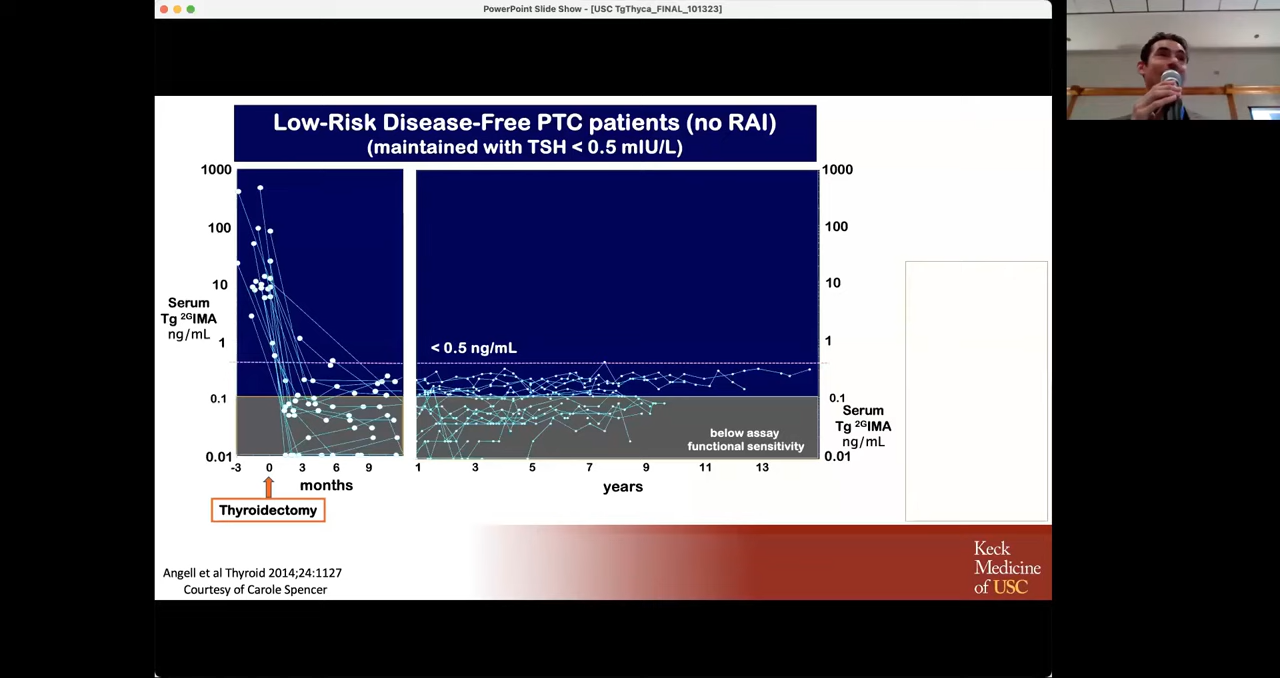 PowerPoint Slide Show - [USC TgThyca_FINAL_101323]
Low-Risk Disease-Free PTC patients (no RAI)
(maintained with TSH < 0.5 mIU/L)
1000
100
10
1
0.1
0.01
Serum
Tg 2GIMA
ng/mL
-3 0 3 6 9
months
Thyroidectomy
< 0.5 ng/mL
below assay
functional sensitivity
1 3 5 7 9 11 13
years
1000
100
10
1
0.1
0.01
Serum
Tg 2GIMA
ng/mL
Angell et al Thyroid 2014;24:1127
Courtesy of Carole Spencer
Keck
Medicine
of USC